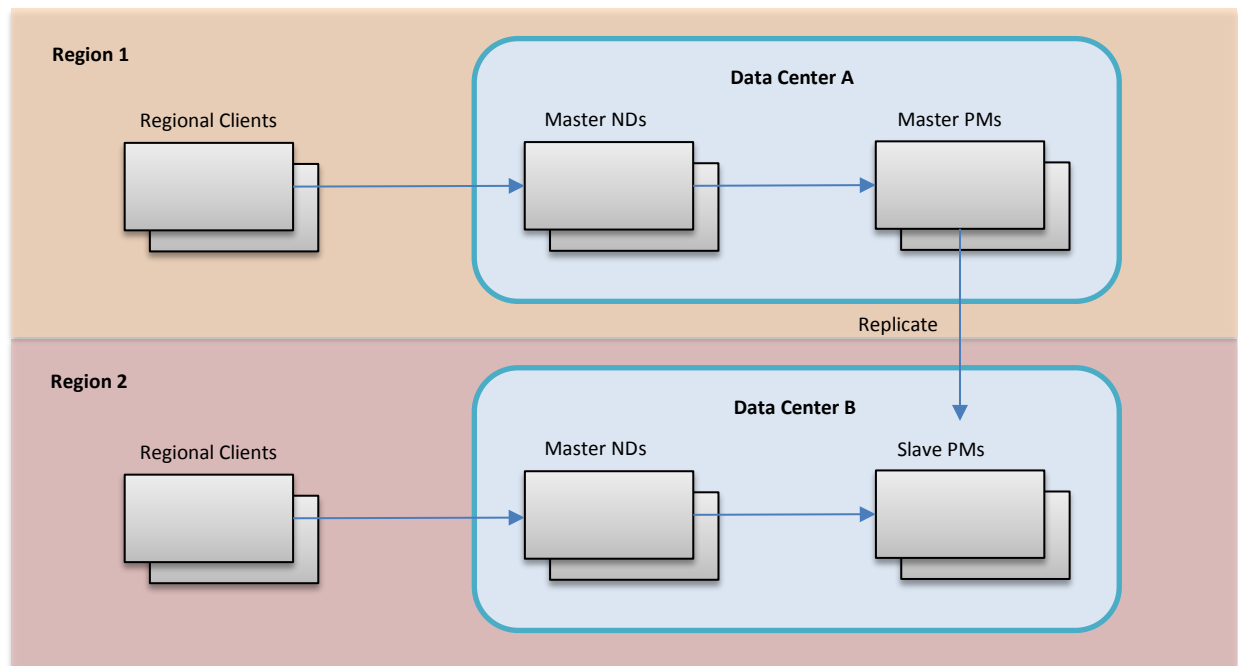 Region 1
Data Center A
Regional Clients
Master NDs
Master PMs
Replicate
Region 2
Data Center B
Regional Clients
Master NDs
Slave PMs